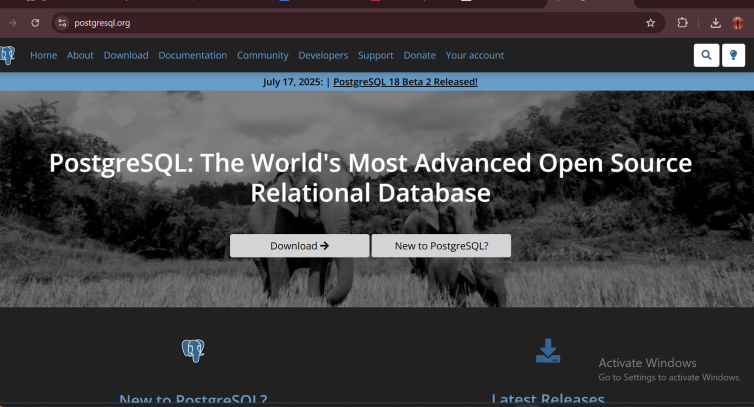 postgresql.org
Home About Download Documentation Community Developers Support Donate Your account
July 17, 2025: | PostgreSQL 18 Beta 2 Released!
PostgreSQL: The World's Most Advanced Open Source
Relational Database
Download → New to PostgreSQL?
Activate Windows
Go to Settings to activate Windows.
New to PostgreSQL? Latest Releases